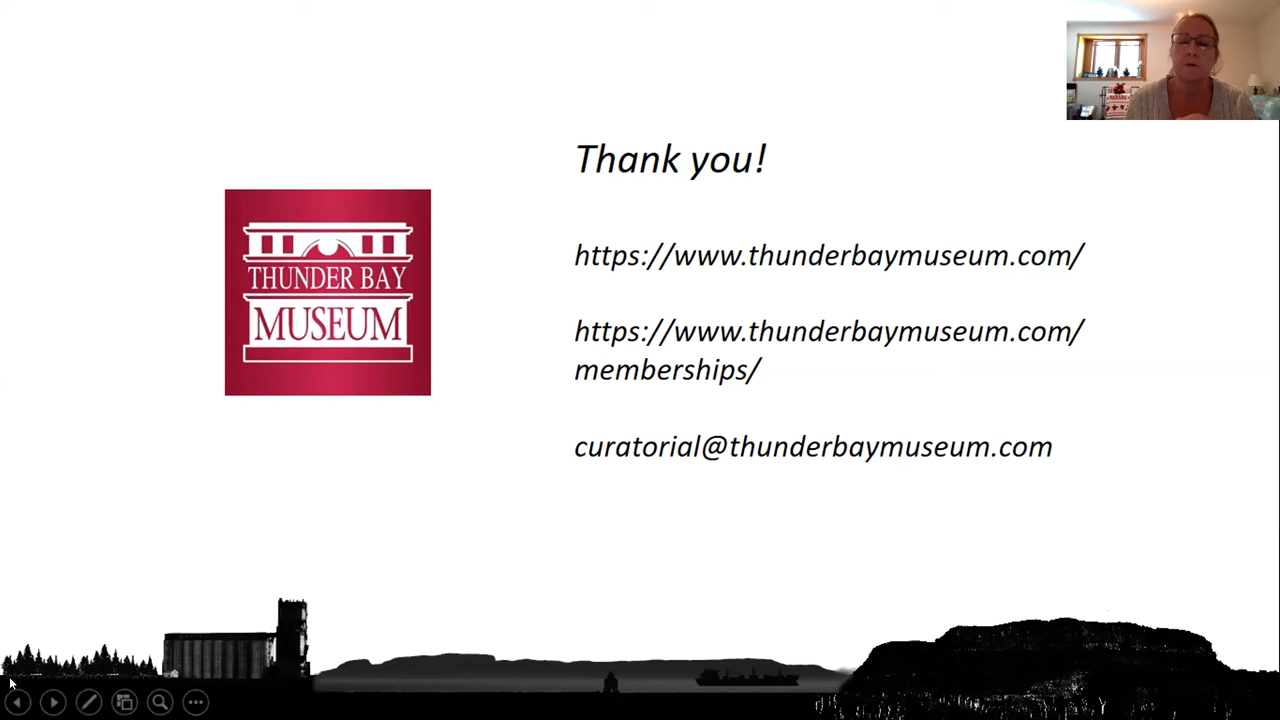 Thank you!
THUNDER BAY
MUSEUM
https://www.thunderbaymuseum.com/
https://www.thunderbaymuseum.com/
memberships/
curatorial@thunderbaymuseum.com